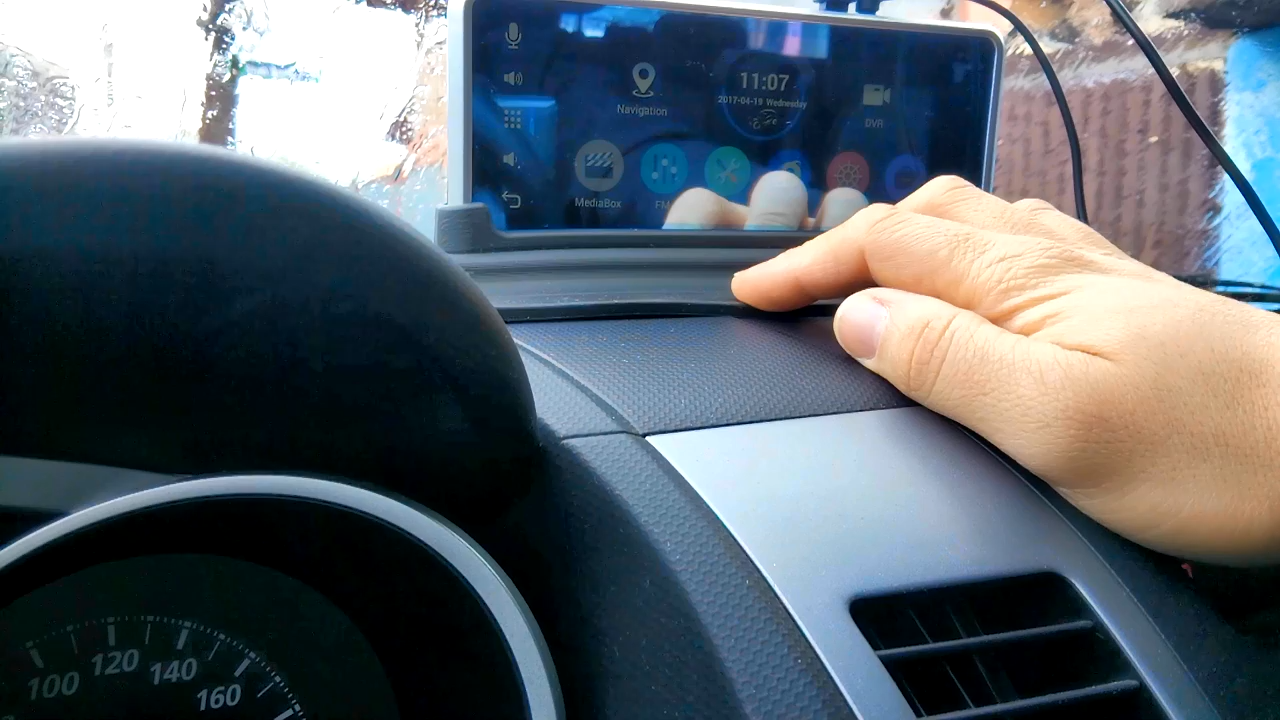 11:07
2017-04-19 Wednesday
Navigation
DVR
MediaBox
FM
100
120
140
160